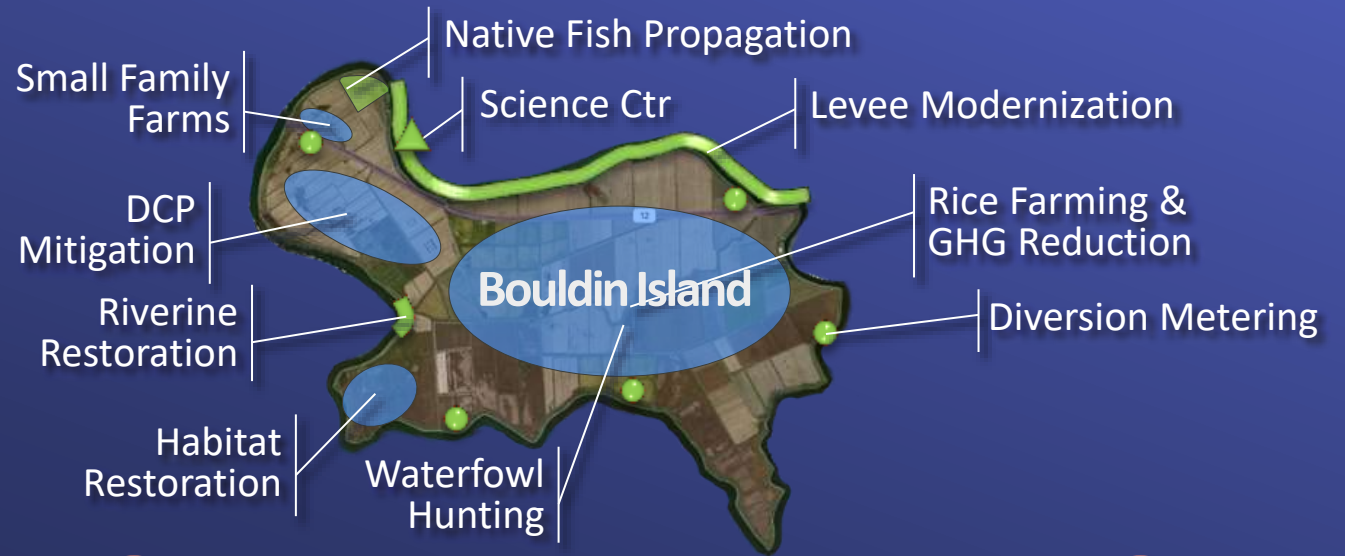 Native Fish Propagation
Small Family
Farms
Science Ctr
Levee Modernization
DCP
Mitigation
12
Rice Farming &
GHG Reduction
Bouldin Island
Riverine
Restoration
Diversion Metering
Habitat
Restoration
Waterfowl
Hunting